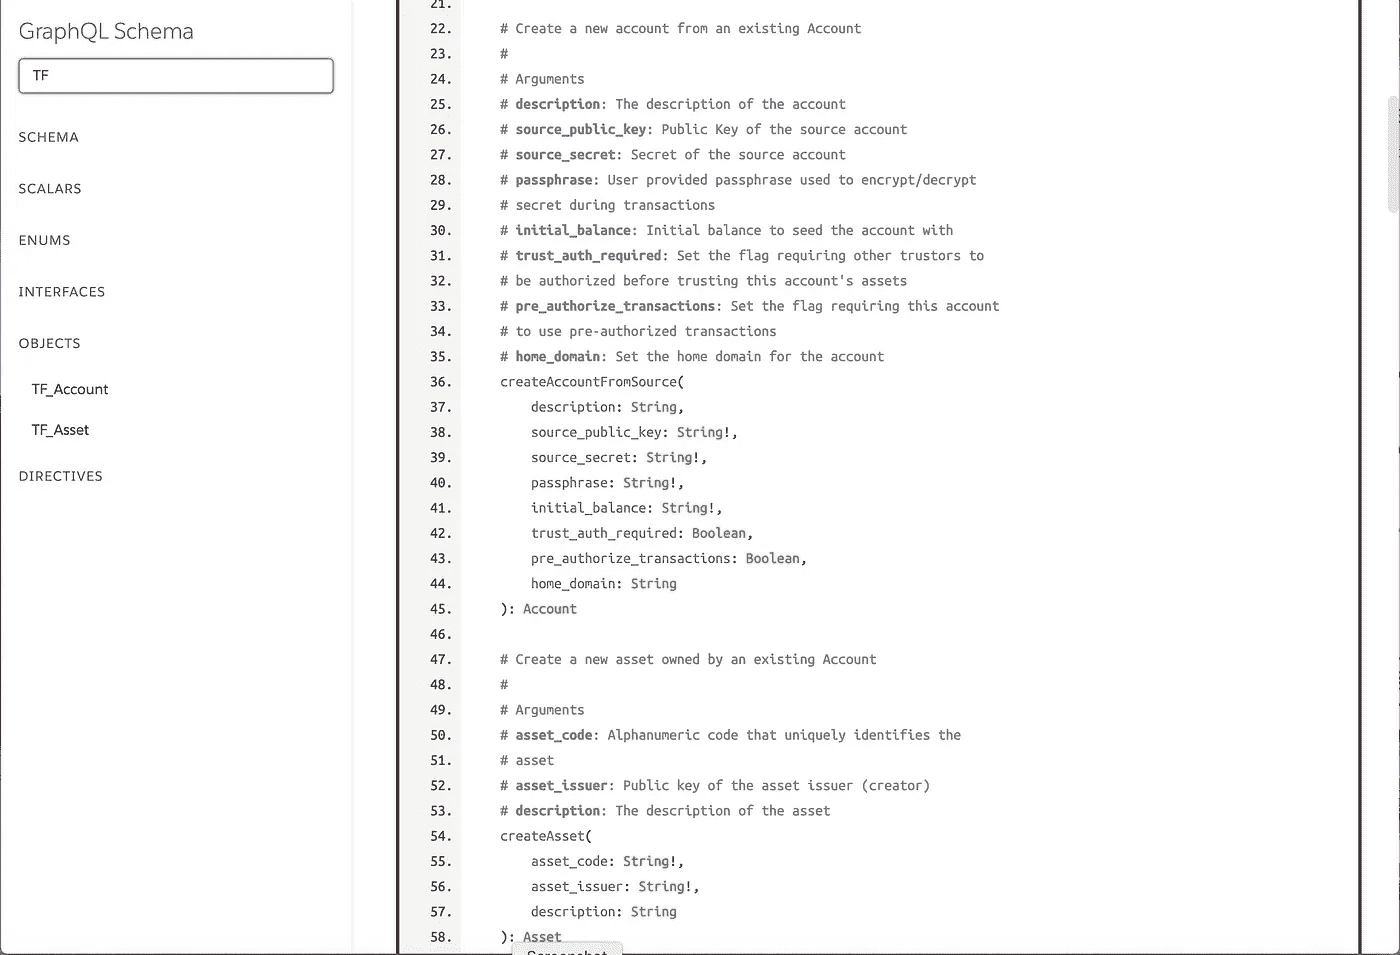 GraphQL Schema
TF
SCHEMA
SCALARS
ENUMS
INTERFACES
OBJECTS
TF_Account
TF_Asset
DIRECTIVES
21.
22. # Create a new account from an existing Account
23. #
24. # Arguments
25. # description: The description of the account
26. # source_public_key: Public Key of the source account
27. # source_secret: Secret of the source account
28. # passphrase: User provided passphrase used to encrypt/decrypt
29. # secret during transactions
30. # initial_balance: Initial balance to seed the account with
31. # trust_auth_required: Set the flag requiring other trustors to
32. # be authorized before trusting this account's assets
33. # pre_authorize_transactions: Set the flag requiring this account
34. # to use pre-authorized transactions
35. # home_domain: Set the home domain for the account
36. createAccountFromSource(
37. description: String,
38. source_public_key: String!,
39. source_secret: String!,
40. passphrase: String!,
41. initial_balance: String!,
42. trust_auth_required: Boolean,
43. pre_authorize_transactions: Boolean,
44. home_domain: String
45. ): Account
46.
47. # Create a new asset owned by an existing Account
48. #
49. # Arguments
50. # asset_code: Alphanumeric code that uniquely identifies the
51. # asset
52. # asset_issuer: Public key of the asset issuer (creator)
53. # description: The description of the asset
54. createAsset(
55. asset_code: String!,
56. asset_issuer: String!,
57. description: String
58. ): Asset
Screenshot